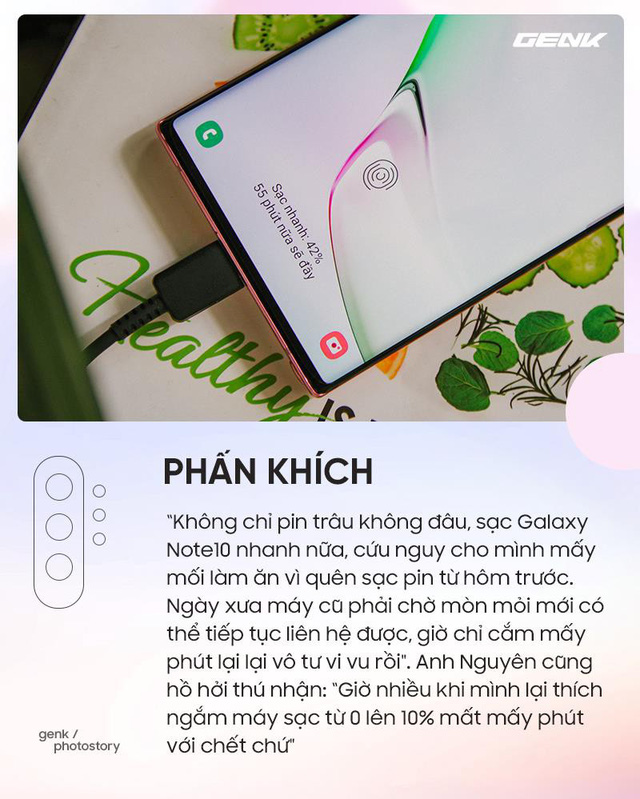 GENK
Sạc nhanh: 42%
55 phút nữa sẽ đầy
Healthy
IS
PHẤN KHÍCH
“Không chỉ pin trâu không đâu, sạc Galaxy
Note10 nhanh nữa, cứu nguy cho mình mấy
mối làm ăn vì quên sạc pin từ hôm trước.
Ngày xưa máy cũ phải chờ mòn mỏi mới có
thể tiếp tục liên hệ được, giờ chỉ cắm mấy
phút lại lại vô tư vi vu rồi”. Anh Nguyên cũng
hồ hởi thú nhận: “Giờ nhiều khi mình lại thích
ngắm máy sạc từ 0 lên 10% mất mấy phút
với chết chứ”
genk /
photostory